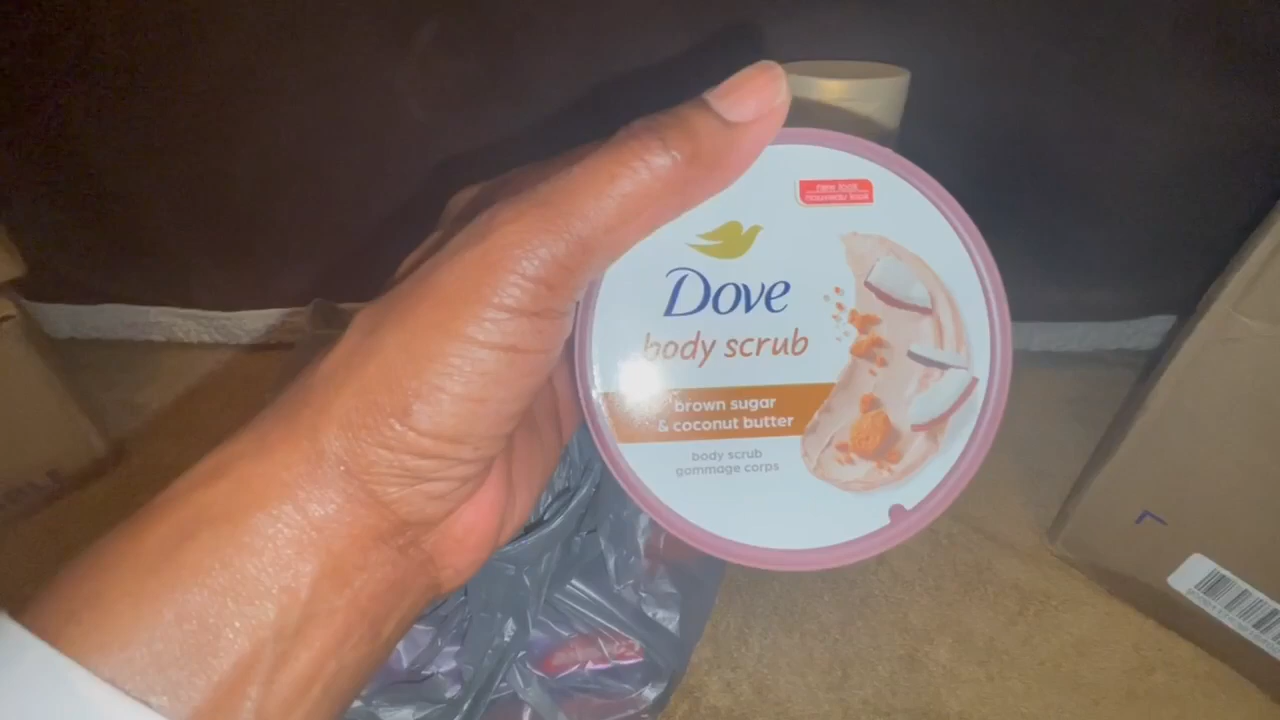 new look
nouveau look
Dove
body scrub
brown sugar
& coconut butter
body scrub
gommage corps